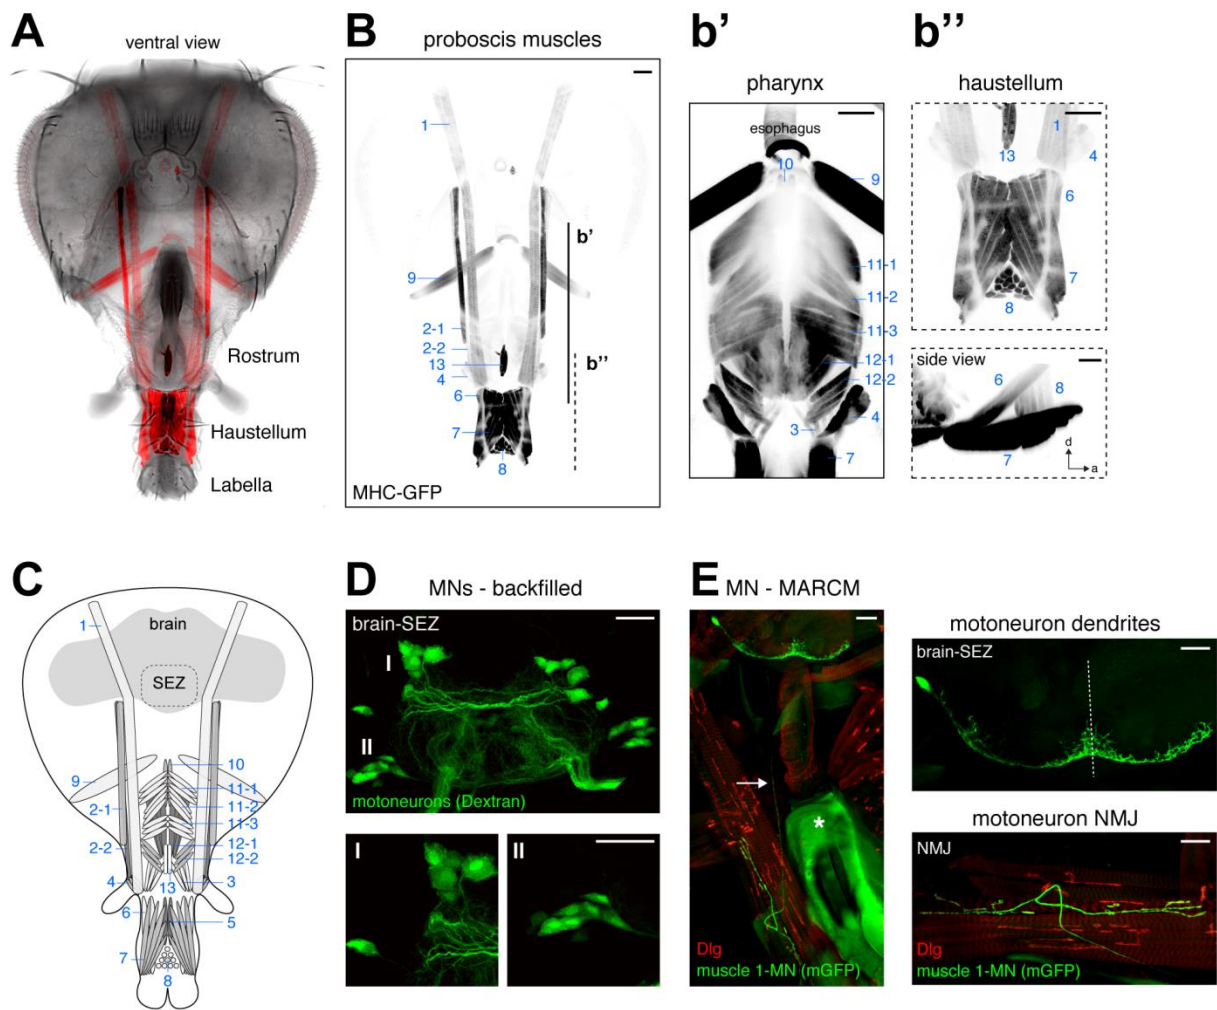 A
ventral view
Rostrum
Haustellum
Labella
B
proboscis muscles
1
9
2-1
2-2
13
4
6
7
8
b’
b’’
MHC-GFP
b’
pharynx
esophagus
10
9
11-1
11-2
11-3
12-1
12-2
4
3
7
b’’
haustellum
1
13
4
6
7
8
side view
6
8
7
d
a
C
1
brain
SEZ
9
10
11-1
2-1
11-2
11-3
2-2
12-1
12-2
4
13
3
6
5
7
8
D
MNs - backfilled
brain-SEZ
I
II
motoneurons (Dextran)
I
II
E
MN - MARCM
*
Dlg
muscle 1-MN (mGFP)
motoneuron dendrites
brain-SEZ
motoneuron NMJ
NMJ
Dlg
muscle 1-MN (mGFP)